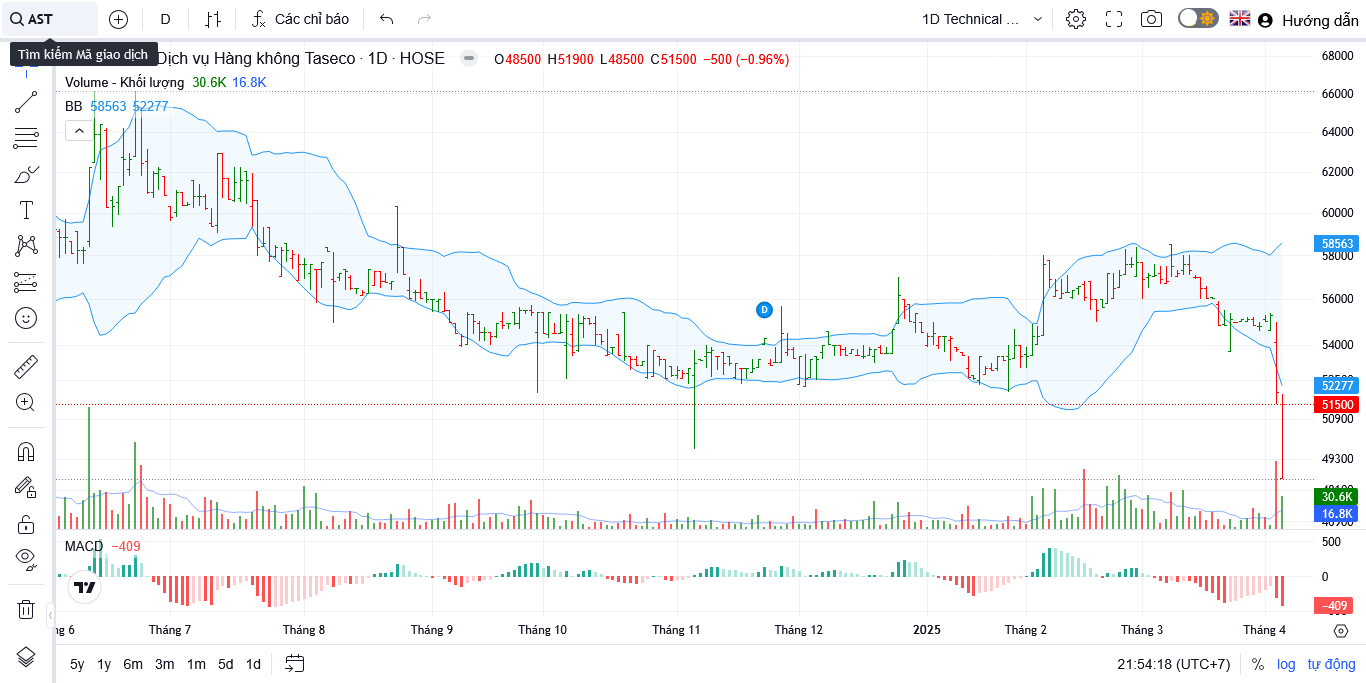 AST
D
Các chỉ báo
1D Technical ...
Hướng dẫn
Tìm kiếm Mã giao dịch
Dịch vụ Hàng không Taseco · 1D · HOSE
O48500 H51900 L48500 C51500 −500 (−0.96%)
Volume - Khối lượng 30.6K 16.8K
BB 58563 52277
68000
66000
64000
62000
60000
58563
58000
56000
54000
52277
51500
50900
49300
30.6K
16.8K
D
MACD −409
500
0
−409
ng 6 Tháng 7 Tháng 8 Tháng 9 Tháng 10 Tháng 11 Tháng 12 2025 Tháng 2 Tháng 3 Tháng 4
5y 1y 6m 3m 1m 5d 1d
21:54:18 (UTC+7) % log tự động